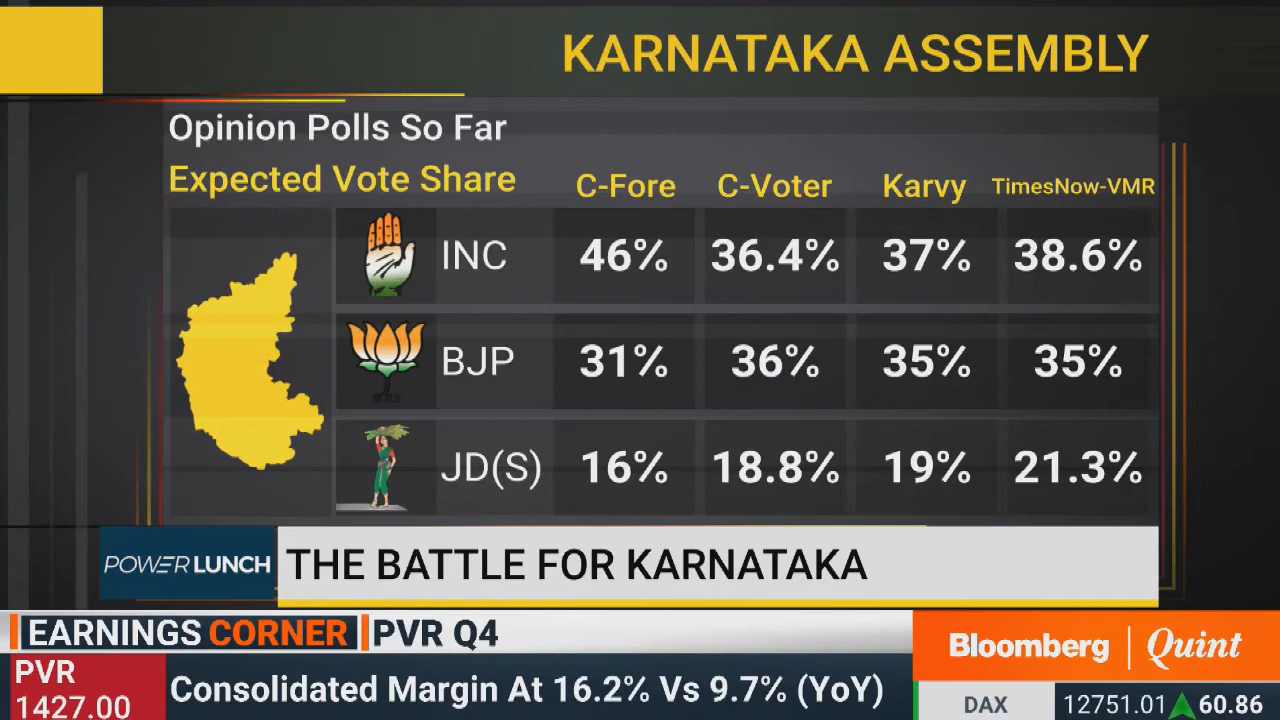 KARNATAKA ASSEMBLY
Opinion Polls So Far
Expected Vote Share C-Fore C-Voter Karvy TimesNow-VMR
INC 46% 36.4% 37% 38.6%
BJP 31% 36% 35% 35%
JD(S) 16% 18.8% 19% 21.3%
POWER LUNCH THE BATTLE FOR KARNATAKA
EARNINGS CORNER PVR Q4
Bloomberg | Quint
PVR
1427.00
Consolidated Margin At 16.2% Vs 9.7% (YoY)
DAX 12751.01 60.86